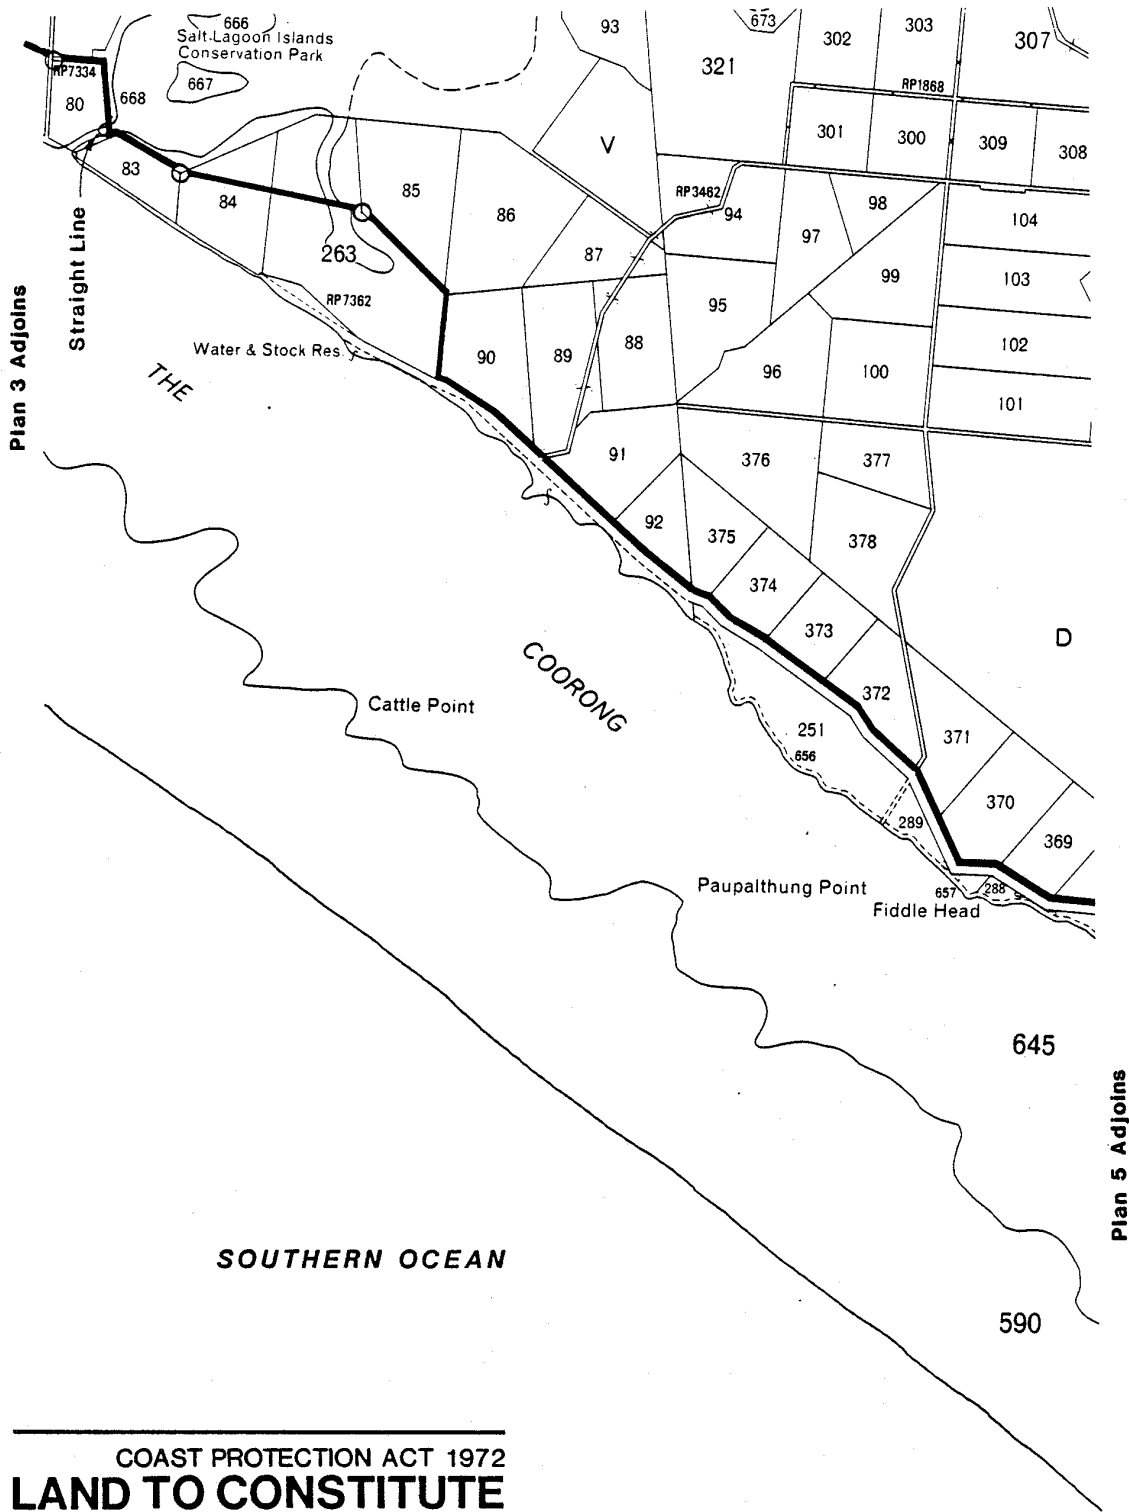 666
Salt Lagoon Islands
Conservation Park
667
668
RP7334
80
93
673
302
303
307
321
RP1868
301
300
309
308
V
83
84
85
86
RP3462
94
98
97
104
263
87
99
103
RP7362
95
Straight Line
Plan 3 Adjoins
Water & Stock Res.
90
89
88
96
100
102
101
THE
91
376
377
92
375
378
374
373
D
COORONG
372
Cattle Point
251
656
371
370
289
369
Paupalthung Point
657
288
Fiddle Head
645
Plan 5 Adjoins
SOUTHERN OCEAN
590
COAST PROTECTION ACT 1972
LAND TO CONSTITUTE